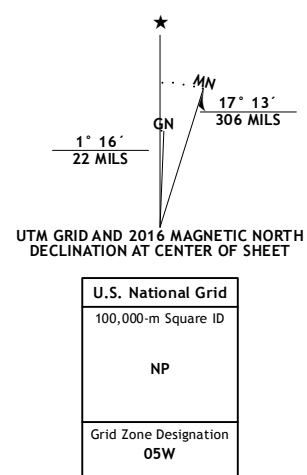 ★
MN
GN
17° 13´
306 MILS
1° 16´
22 MILS
UTM GRID AND 2016 MAGNETIC NORTH
DECLINATION AT CENTER OF SHEET
U.S. National Grid
100,000-m Square ID
NP
Grid Zone Designation
05W